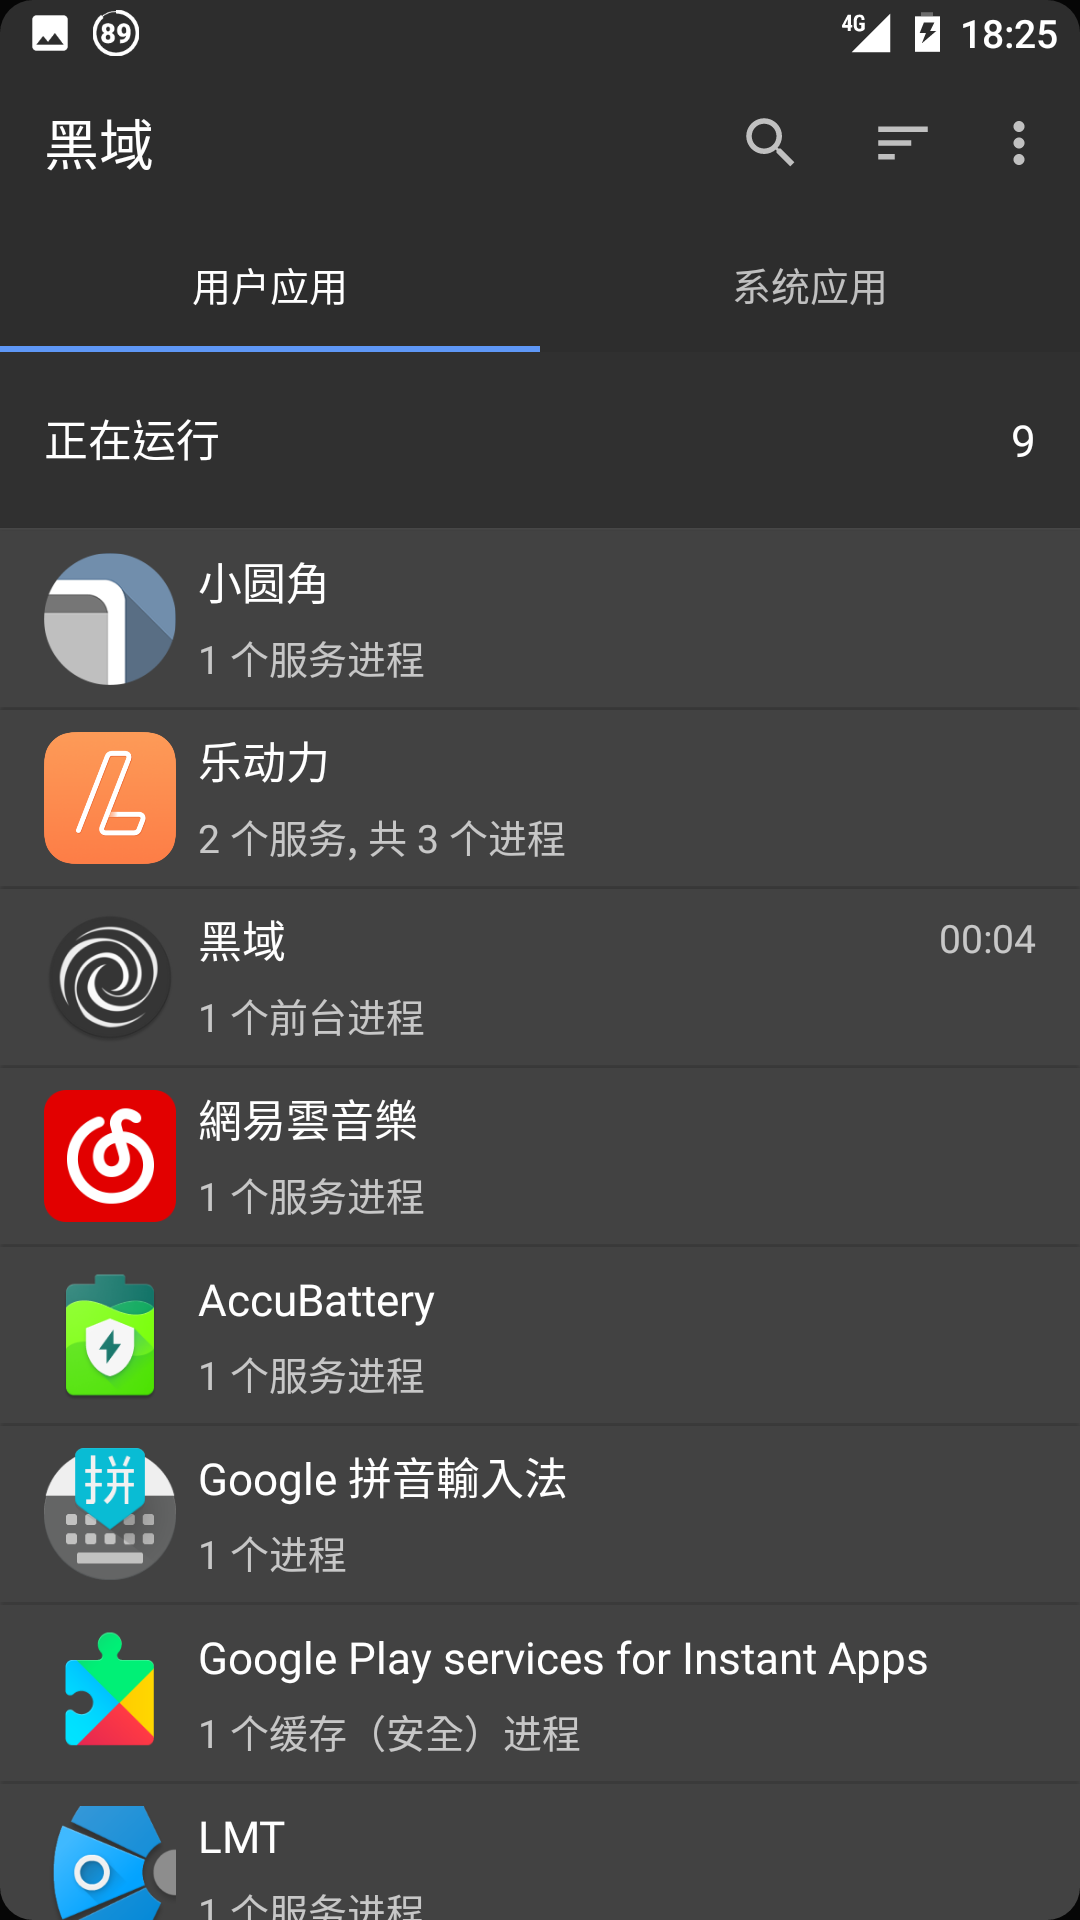 89
4G
18:25
黑域
用户应用
系统应用
正在运行
9
小圆角
1 个服务进程
乐动力
2 个服务, 共 3 个进程
黑域
00:04
1 个前台进程
網易雲音樂
1 个服务进程
AccuBattery
1 个服务进程
拼
Google 拼音輸入法
1 个进程
Google Play services for Instant Apps
1 个缓存（安全）进程
LMT
1 个服务进程